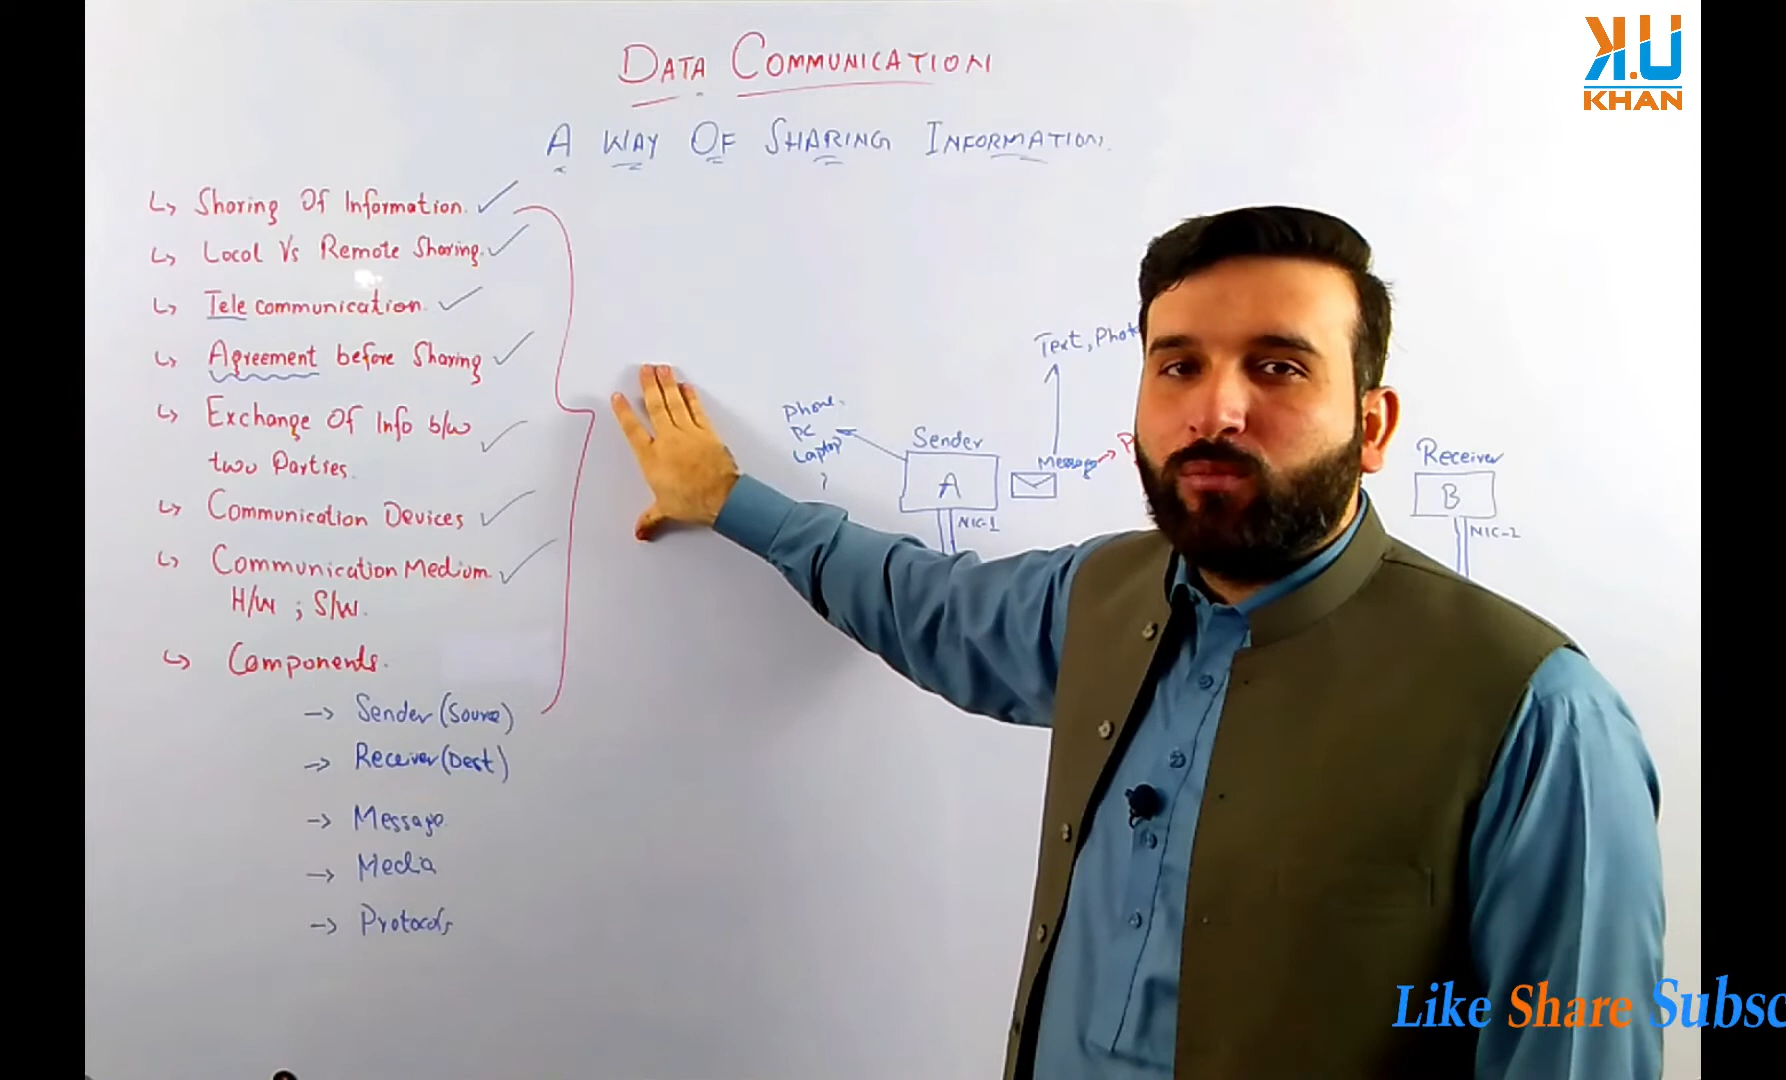 K.U
KHAN
DATA COMMUNICATION
A WAY OF SHARING INFORMATION.
↳ Sharing Of Information. ✓
↳ Local Vs Remote Sharing. ✓
↳ Tele communication. ✓
↳ Agreement before Sharing ✓
↳ Exchange Of Info b/w
two Parties. ✓
↳ Communication Devices ✓
↳ Communication Medium. ✓
H/W ; S/W.
↳ Components.
→ Sender (Source)
→ Receiver (Dest)
→ Message.
→ Media
→ Protocols
Text, Phot
Phone.
PC
Laptop
Sender
A
NIC-1
Message → P
Receiver
B
NIC-2
Like Share Subsc